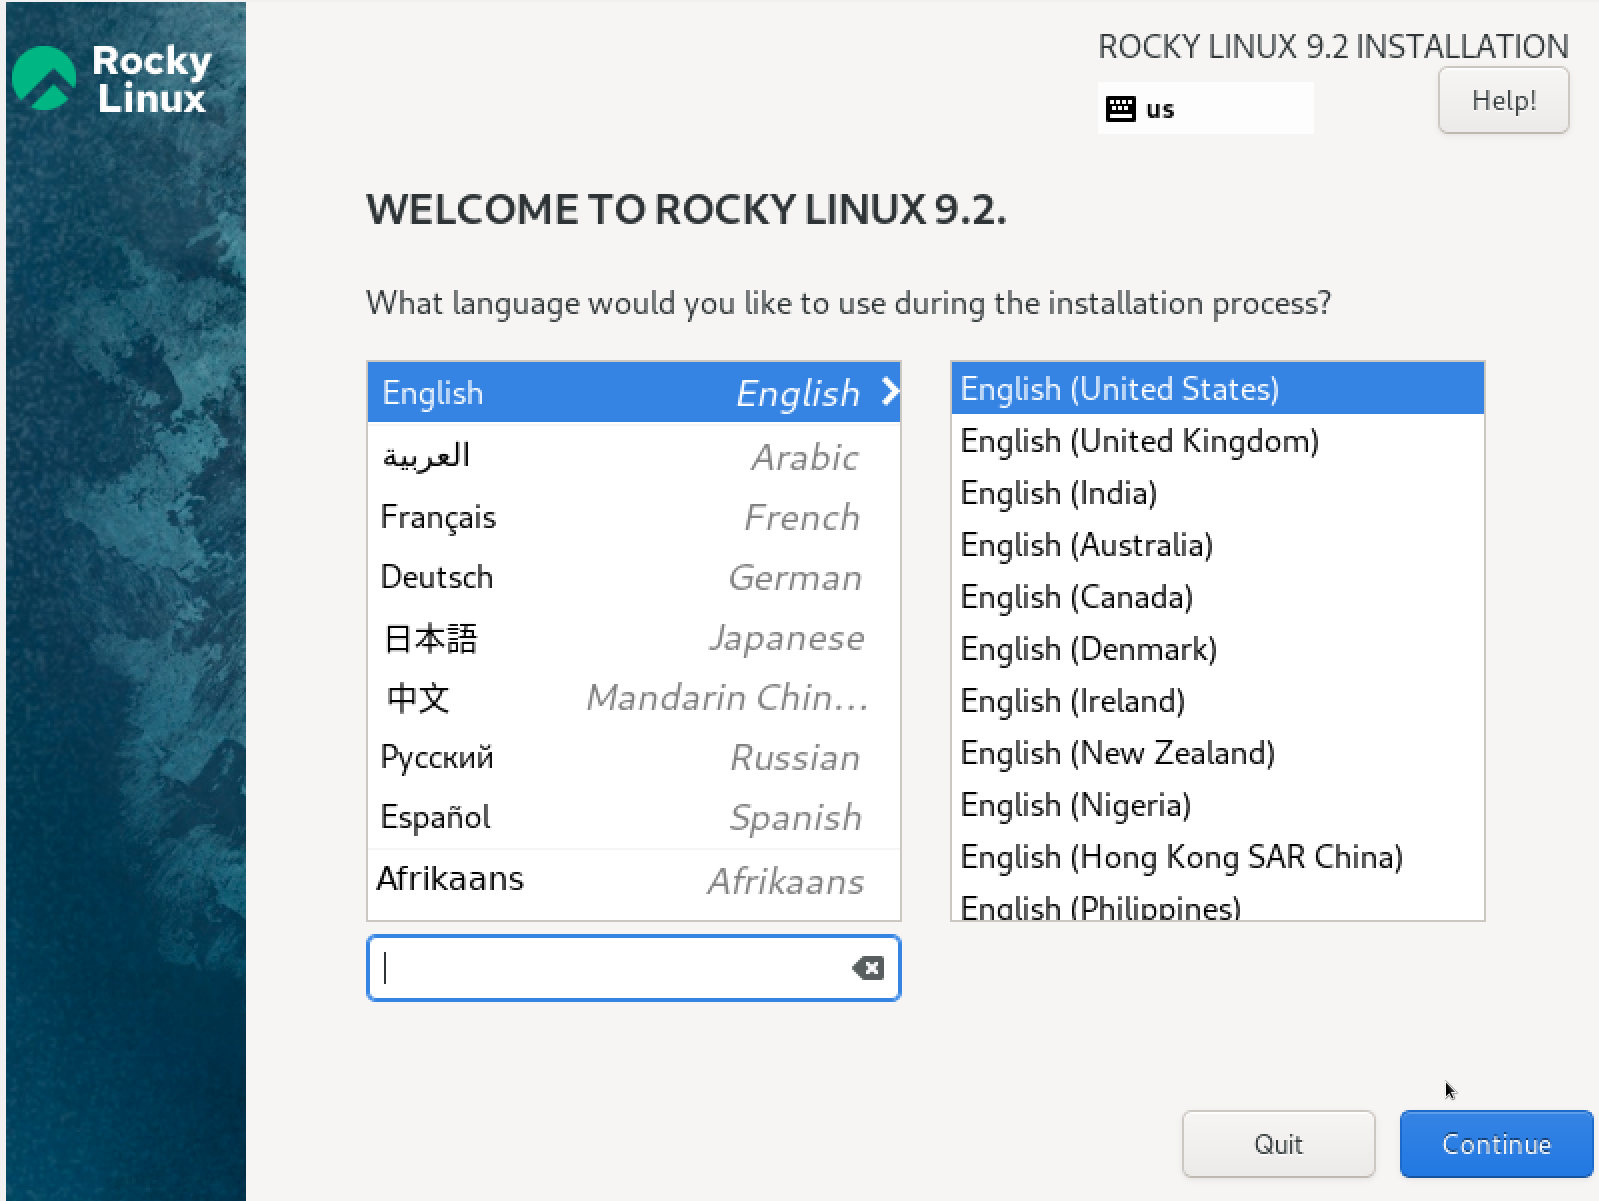 Rocky
Linux
ROCKY LINUX 9.2 INSTALLATION
us
Help!
WELCOME TO ROCKY LINUX 9.2.
What language would you like to use during the installation process?
English English
العربية Arabic
Français French
Deutsch German
日本語 Japanese
中文 Mandarin Chin...
Русский Russian
Español Spanish
Afrikaans Afrikaans
English (United States)
English (United Kingdom)
English (India)
English (Australia)
English (Canada)
English (Denmark)
English (Ireland)
English (New Zealand)
English (Nigeria)
English (Hong Kong SAR China)
English (Philippines)
Quit
Continue